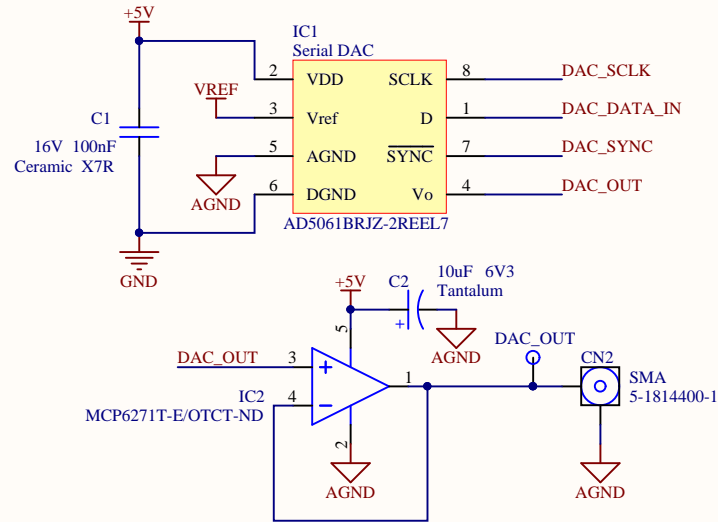 +5V
IC1
Serial DAC
2 VDD SCLK 8 DAC_SCLK
VREF
3 Vref D 1 DAC_DATA_IN
C1
16V 100nF
Ceramic X7R
5 AGND SYNC 7 DAC_SYNC
6 DGND Vo 4 DAC_OUT
AGND
AD5061BRJZ-2REEL7
GND
+5V
C2
10uF 6V3
Tantalum
+
5
AGND
DAC_OUT
DAC_OUT
3
+
1
CN2
SMA
5-1814400-1
IC2
4
MCP6271T-E/OTCT-ND
2
AGND
AGND